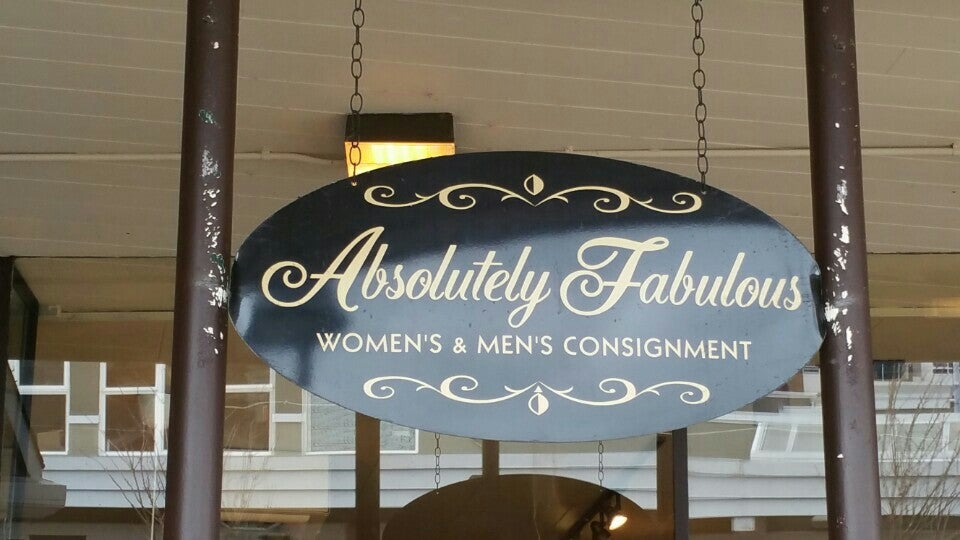 Absolutely Fabulous
WOMEN'S & MEN'S CONSIGNMENT